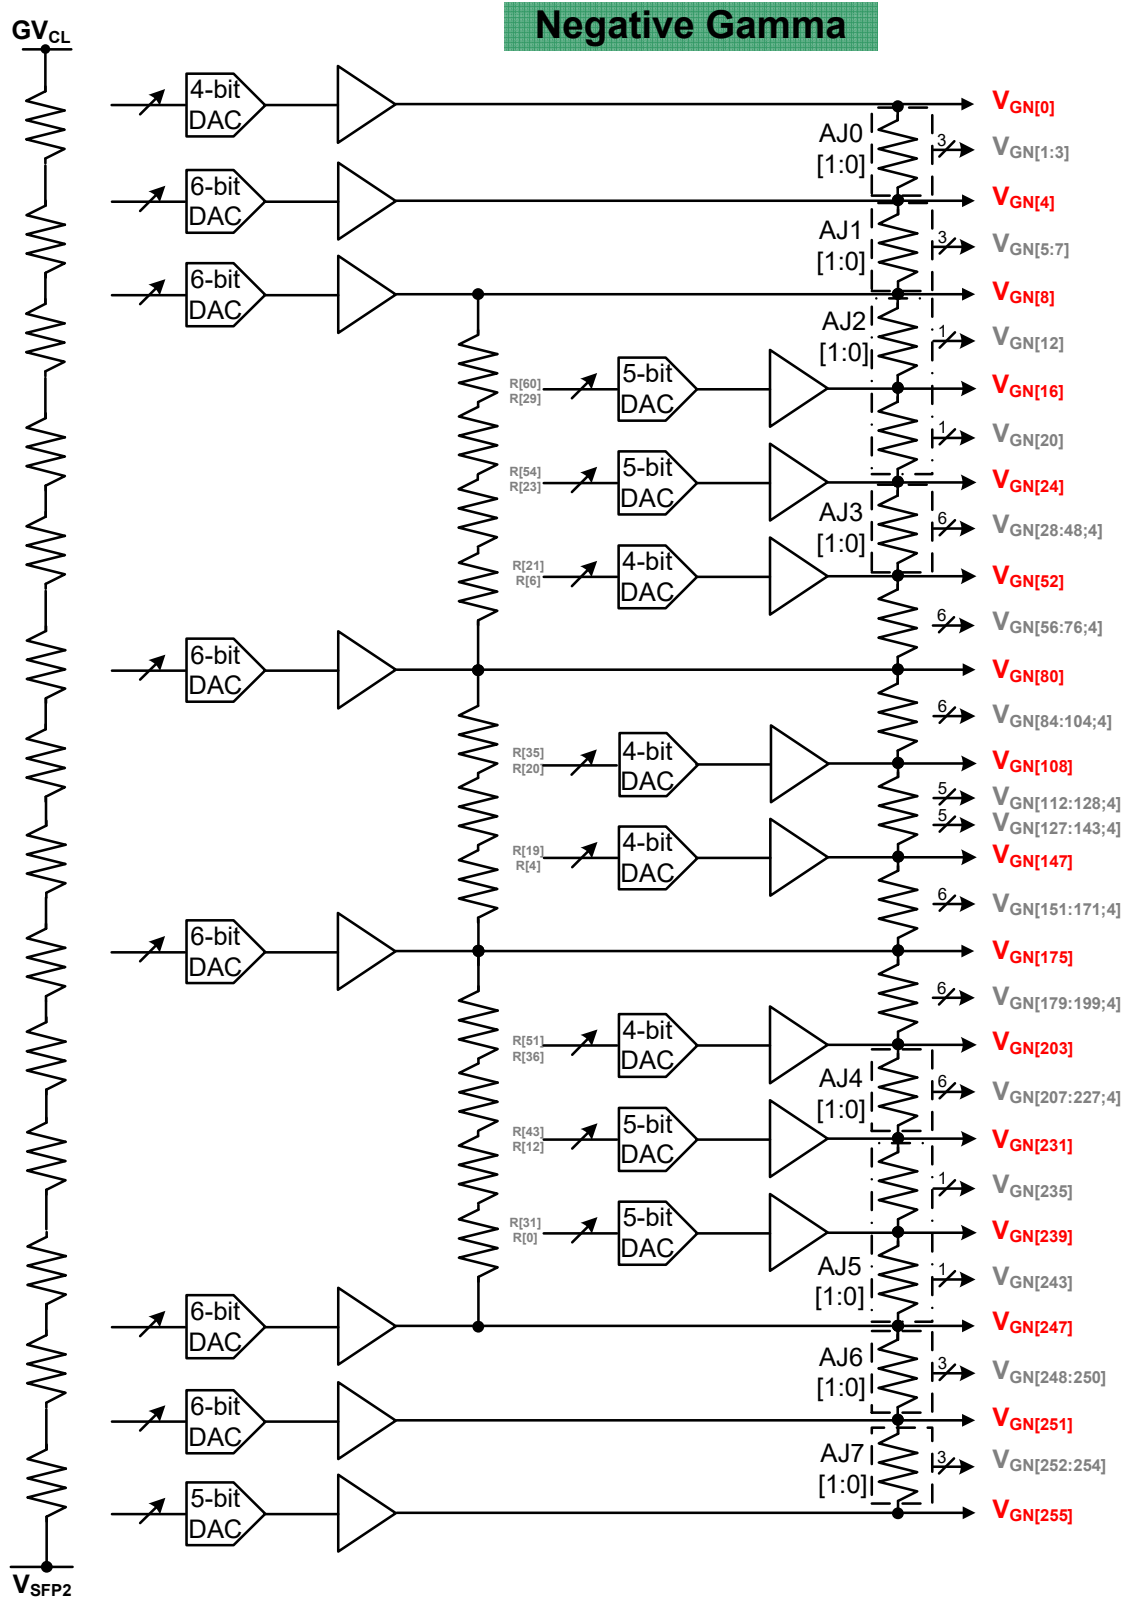 Negative Gamma
GVCL
4-bit
DAC
VGN[0]
AJ0
[1:0]
3
VGN[1:3]
6-bit
DAC
VGN[4]
AJ1
[1:0]
3
VGN[5:7]
6-bit
DAC
VGN[8]
AJ2
[1:0]
1
VGN[12]
R[60]
R[29]
5-bit
DAC
VGN[16]
1
VGN[20]
R[54]
R[23]
5-bit
DAC
VGN[24]
AJ3
[1:0]
6
VGN[28:48;4]
R[21]
R[6]
4-bit
DAC
VGN[52]
6
VGN[56:76;4]
6-bit
DAC
VGN[80]
6
VGN[84:104;4]
R[35]
R[20]
4-bit
DAC
VGN[108]
5
VGN[112:128;4]
5
VGN[127:143;4]
R[19]
R[4]
4-bit
DAC
VGN[147]
6
VGN[151:171;4]
6-bit
DAC
VGN[175]
6
VGN[179:199;4]
R[51]
R[36]
4-bit
DAC
VGN[203]
AJ4
[1:0]
6
VGN[207:227;4]
R[43]
R[12]
5-bit
DAC
VGN[231]
1
VGN[235]
R[31]
R[0]
5-bit
DAC
VGN[239]
AJ5
[1:0]
1
VGN[243]
6-bit
DAC
VGN[247]
AJ6
[1:0]
3
VGN[248:250]
6-bit
DAC
VGN[251]
AJ7
[1:0]
3
VGN[252:254]
5-bit
DAC
VGN[255]
VSFP2